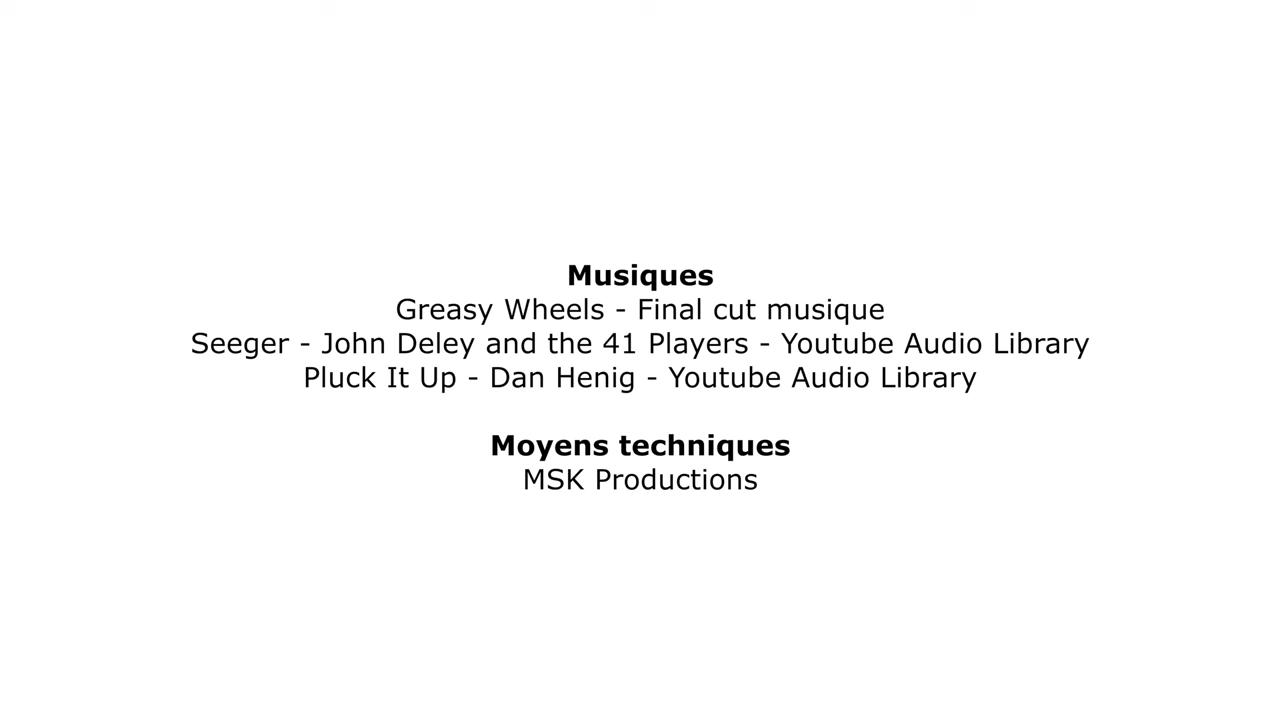 Musiques
Greasy Wheels - Final cut musique
Seeger - John Deley and the 41 Players - Youtube Audio Library
Pluck It Up - Dan Henig - Youtube Audio Library
Moyens techniques
MSK Productions